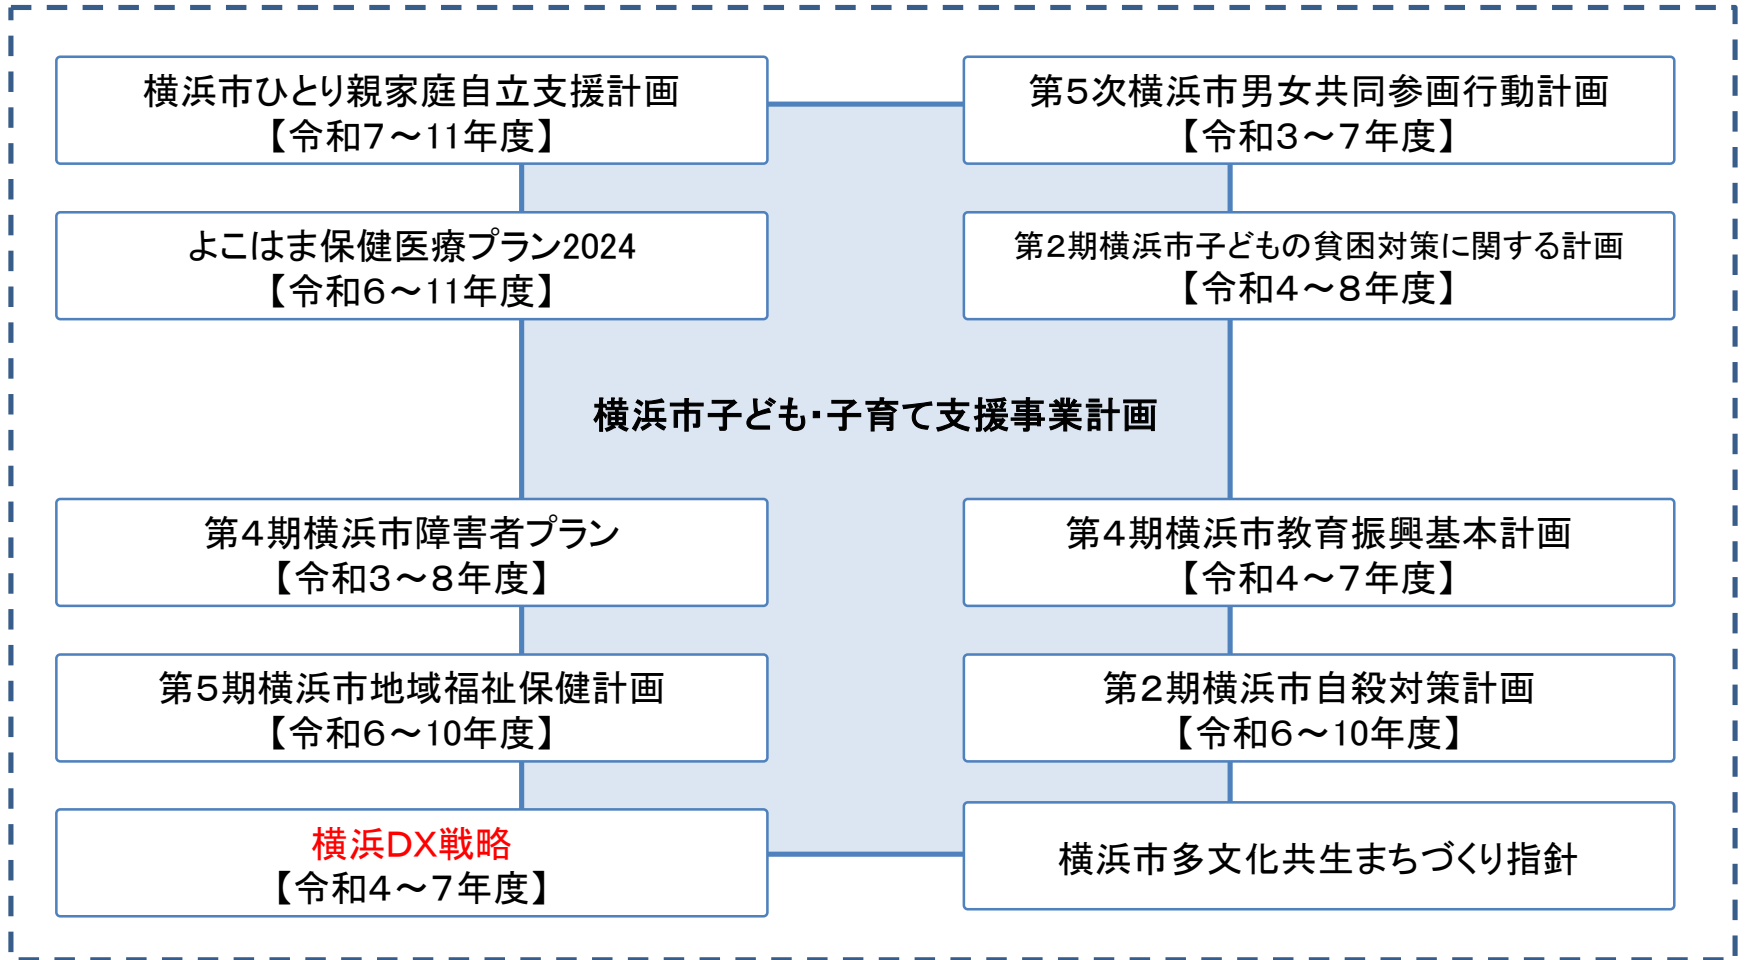 横浜市ひとり親家庭自立支援計画
【令和７～11年度】
第５次横浜市男女共同参画行動計画
【令和３～７年度】
よこはま保健医療プラン2024
【令和６～11年度】
第２期横浜市子どもの貧困対策に関する計画
【令和４～８年度】
横浜市子ども・子育て支援事業計画
第４期横浜市障害者プラン
【令和３～８年度】
第４期横浜市教育振興基本計画
【令和４～７年度】
第５期横浜市地域福祉保健計画
【令和６～10年度】
第２期横浜市自殺対策計画
【令和６～10年度】
横浜ＤＸ戦略
【令和４～７年度】
横浜市多文化共生まちづくり指針